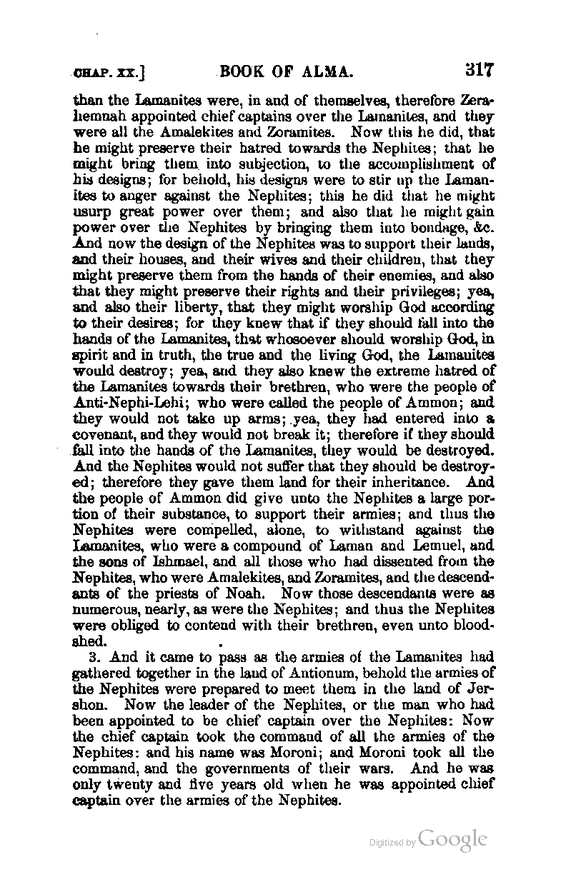 CHAP. XX.] BOOK OF ALMA. 317
than the Lamanites were, in and of themselves, therefore Zera-
hemnah appointed chief captains over the Lamanites, and they
were all the Amalekites and Zoramites. Now this he did, that
he might preserve their hatred towards the Nephites; that he
might bring them into subjection, to the accomplishment of
his designs; for behold, his designs were to stir up the Laman-
ites to anger against the Nephites; this he did that he might
usurp great power over them; and also that he might gain
power over the Nephites by bringing them into bondage, &c.
And now the design of the Nephites was to support their lands,
and their houses, and their wives and their children, that they
might preserve them from the hands of their enemies, and also
that they might preserve their rights and their privileges; yea,
and also their liberty, that they might worship God according
to their desires; for they knew that if they should fall into the
hands of the Lamanites, that whosoever should worship God, in
spirit and in truth, the true and the living God, the Lamanites
would destroy; yea, and they also knew the extreme hatred of
the Lamanites towards their brethren, who were the people of
Anti-Nephi-Lehi; who were called the people of Ammon; and
they would not take up arms; yea, they had entered into a
covenant, and they would not break it; therefore if they should
fall into the hands of the Lamanites, they would be destroyed.
And the Nephites would not suffer that they should be destroy-
ed; therefore they gave them land for their inheritance. And
the people of Ammon did give unto the Nephites a large por-
tion of their substance, to support their armies; and thus the
Nephites were compelled, alone, to withstand against the
Lamanites, who were a compound of Laman and Lemuel, and
the sons of Ishmael, and all those who had dissented from the
Nephites, who were Amalekites, and Zoramites, and the descend-
ants of the priests of Noah. Now those descendants were as
numerous, nearly, as were the Nephites; and thus the Nephites
were obliged to contend with their brethren, even unto blood-
shed.
3. And it came to pass as the armies of the Lamanites had
gathered together in the land of Antionum, behold the armies of
the Nephites were prepared to meet them in the land of Jer-
shon. Now the leader of the Nephites, or the man who had
been appointed to be chief captain over the Nephites: Now
the chief captain took the command of all the armies of the
Nephites: and his name was Moroni; and Moroni took all the
command, and the governments of their wars. And he was
only twenty and five years old when he was appointed chief
captain over the armies of the Nephites.
Digitized by Google